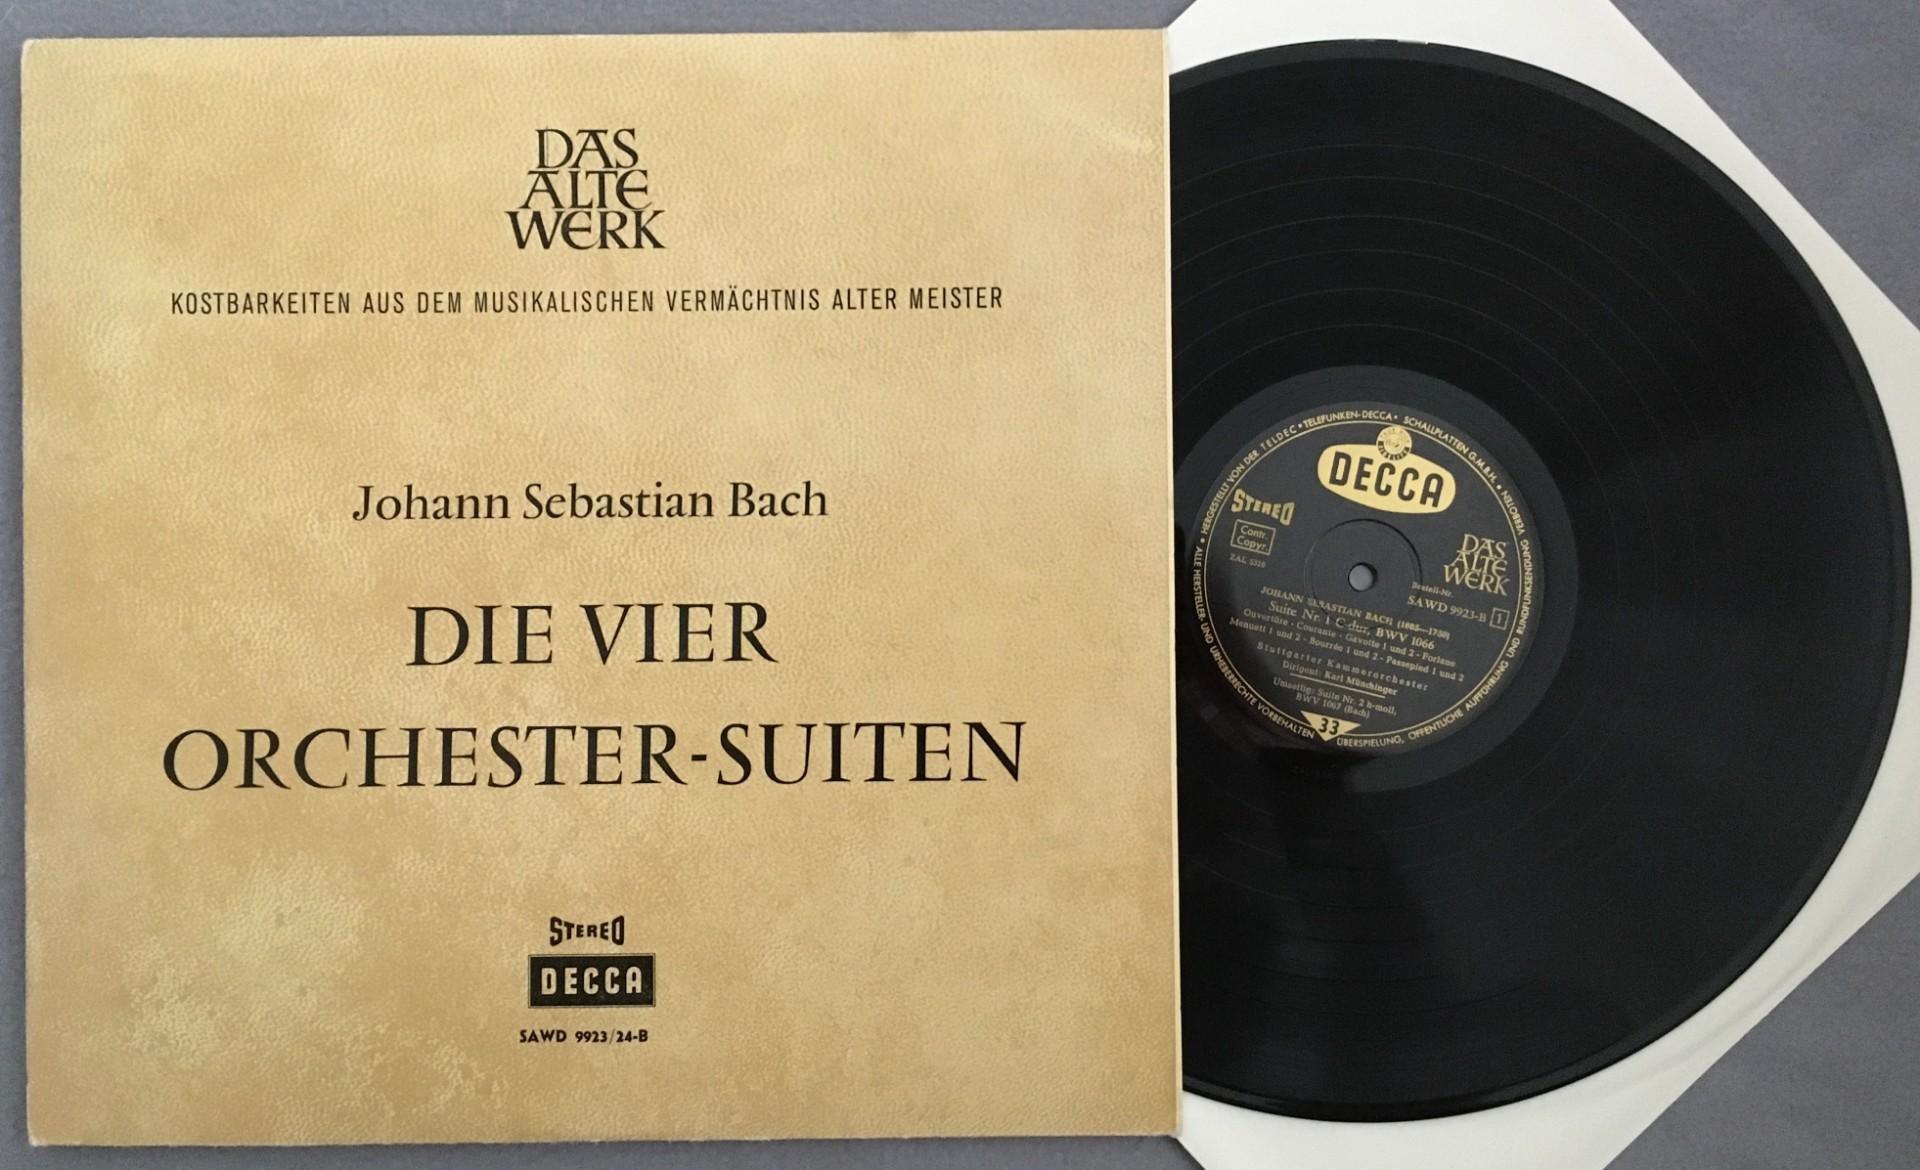 DAS
ALTE
WERK
KOSTBARKEITEN AUS DEM MUSIKALISCHEN VERMÄCHTNIS ALTER MEISTER
Johann Sebastian Bach
DIE VIER
ORCHESTER-SUITEN
STEREO
DECCA
SAWD 9923/24-B
HERGESTELLT VON DER TELDEC • TELEFUNKEN-DECCA • SCHALLPLATTEN G.M.B.H. •
ALLE HERSTELLER- UND URHEBERRECHTE VORBEHALTEN
ÜBERSPIELUNG, ÖFFENTLICHE AUFFÜHRUNG UND RUNDFUNKSENDUNG VERBOTEN
DECCA
STEREO
Contr.
Copyr.
ZAL 5310
DAS
ALTE
WERK
Bestell-Nr.
SAWD 9923-B 1
JOHANN SEBASTIAN BACH (1685—1750)
Suite Nr. 1 C-dur, BWV 1066
Ouvertüre - Courante - Gavotte 1 und 2 - Forlane
Menuett 1 und 2 - Bourrée 1 und 2 - Passepied 1 und 2
Stuttgarter Kammerorchester
Dirigent: Karl Münchinger
Umseitig: Suite Nr. 2 h-moll,
BWV 1067 (Bach)
33